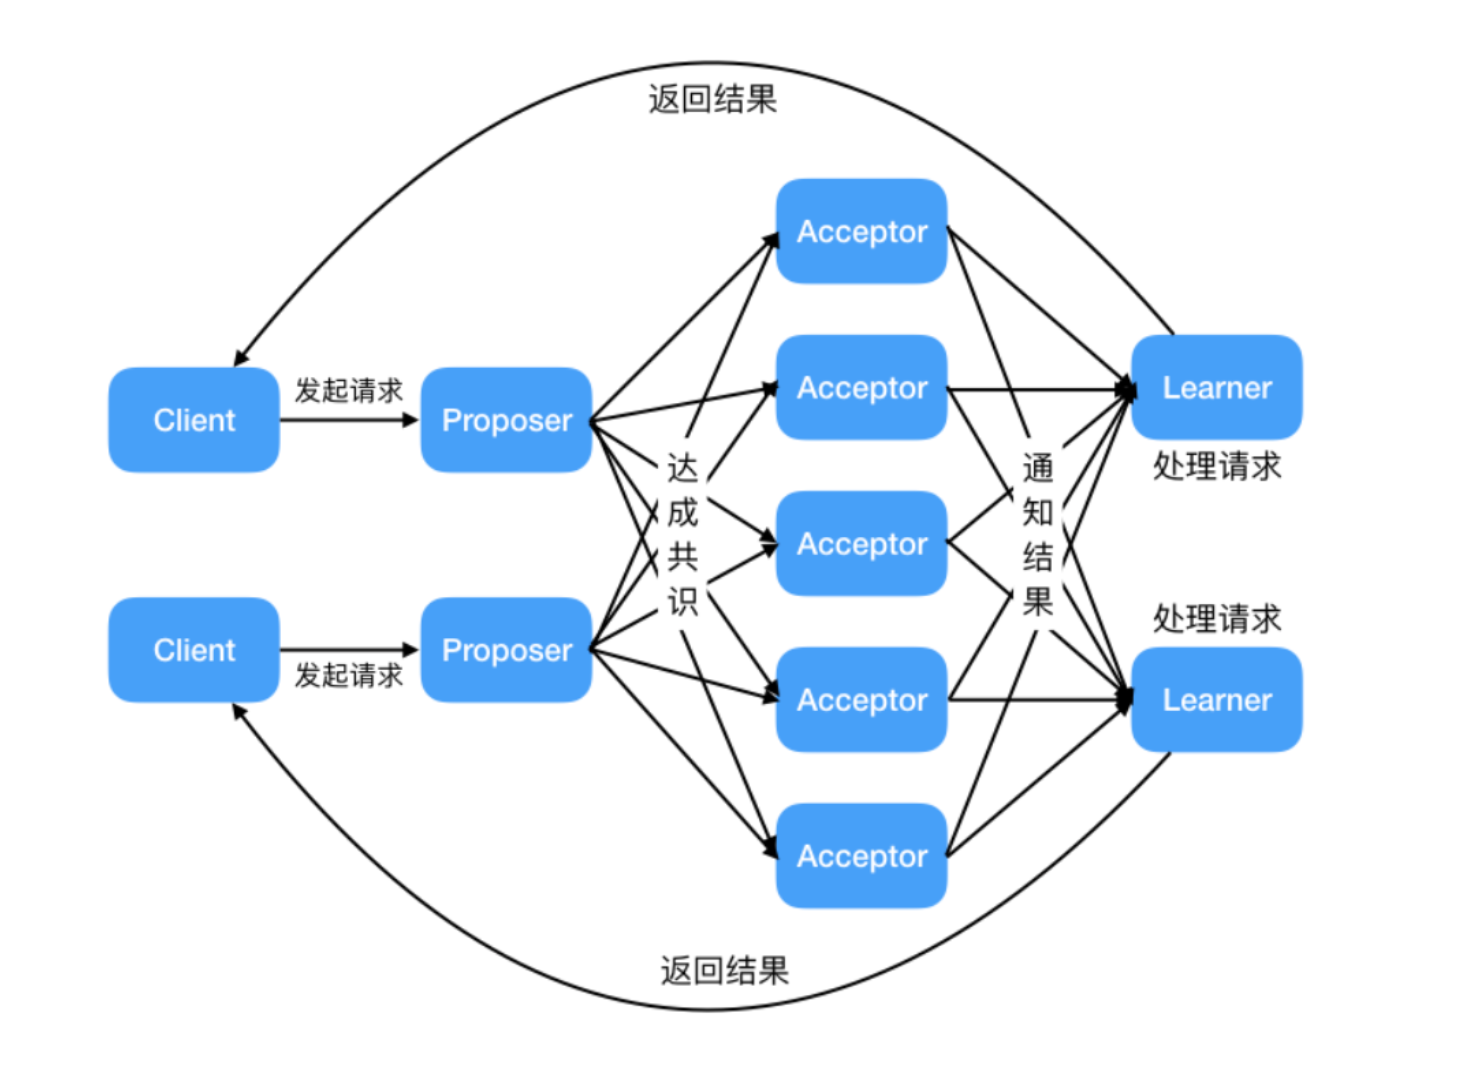 返回结果
Acceptor
Acceptor
Learner
Client
发起请求
Proposer
达成共识
通知结果
处理请求
Acceptor
Client
发起请求
Proposer
处理请求
Acceptor
Learner
Acceptor
返回结果